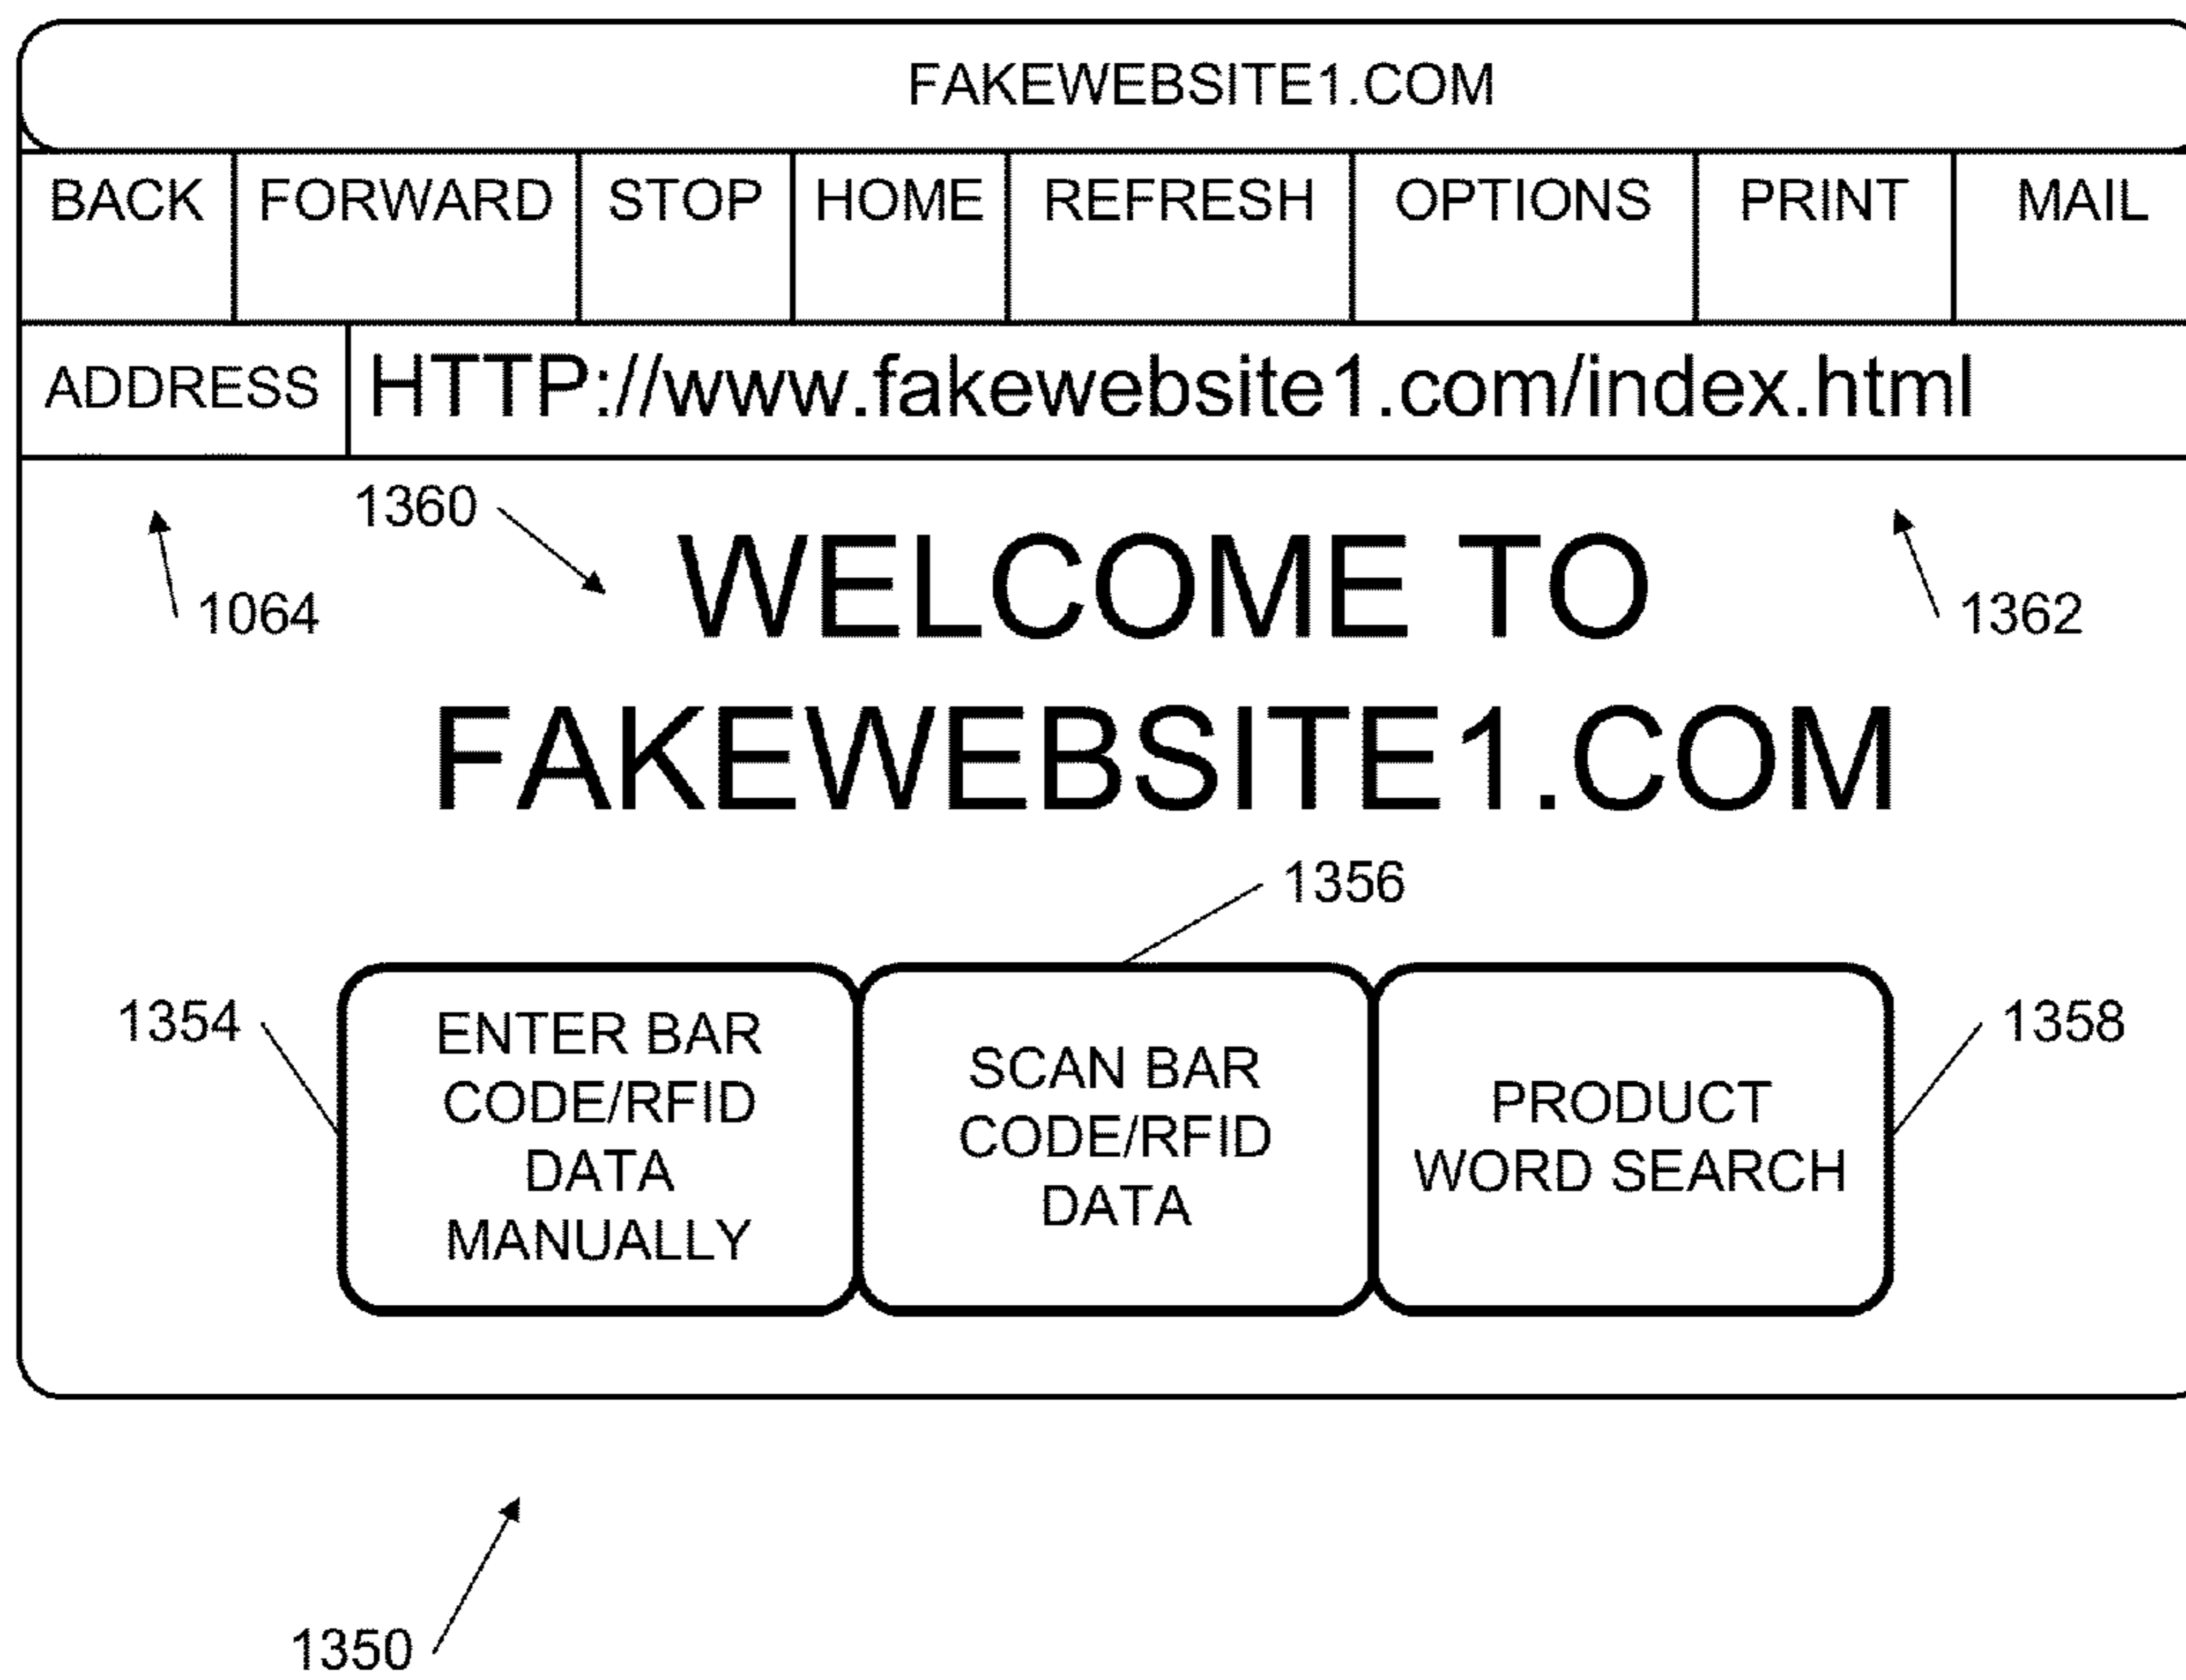 FAKEWEBSITE1.COM
BACK FORWARD STOP HOME REFRESH OPTIONS PRINT MAIL
ADDRESS HTTP://www.fakewebsite1.com/index.html
1360
WELCOME TO
1064
1362
FAKEWEBSITE1.COM
1356
1354
ENTER BAR
CODE/RFID
DATA
MANUALLY
SCAN BAR
CODE/RFID
DATA
PRODUCT
WORD SEARCH
1358
1350